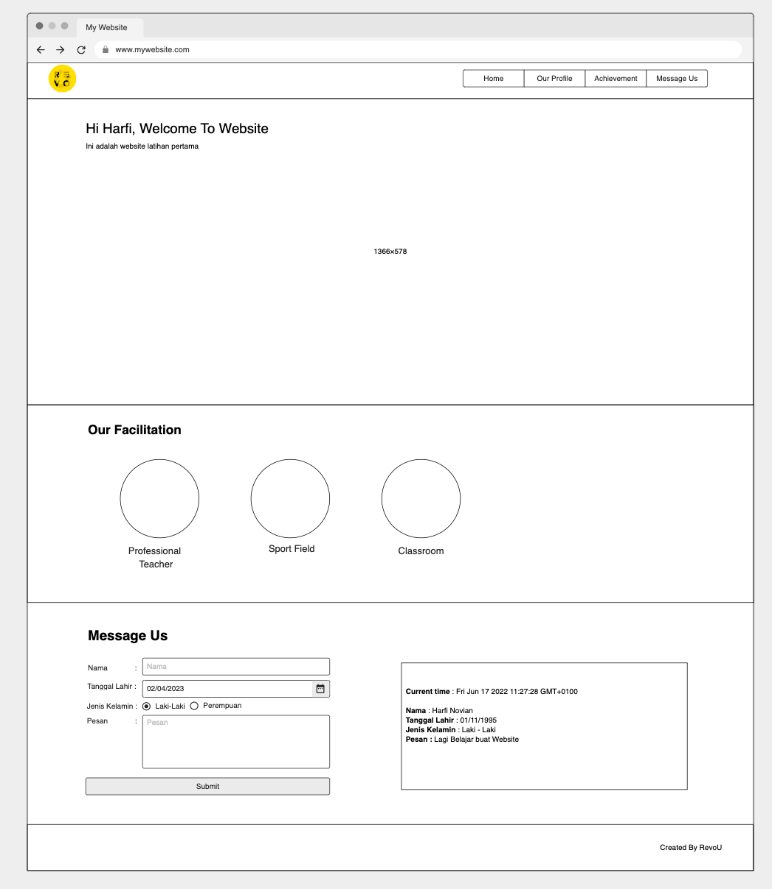 My Website
www.mywebsite.com
RE
VO
Home
Our Profile
Achievement
Message Us
Hi Harfi, Welcome To Website
Ini adalah website latihan pertama
1366×578
Our Facilitation
Professional
Teacher
Sport Field
Classroom
Message Us
Nama :
Nama
Tanggal Lahir :
02/04/2023
Jenis Kelamin :
Laki-Laki
Perempuan
Pesan :
Pesan
Submit
Current time : Fri Jun 17 2022 11:27:28 GMT+0100
Nama : Harfi Novian
Tanggal Lahir : 01/11/1995
Jenis Kelamin : Laki - Laki
Pesan : Lagi Belajar buat Website
Created By RevoU